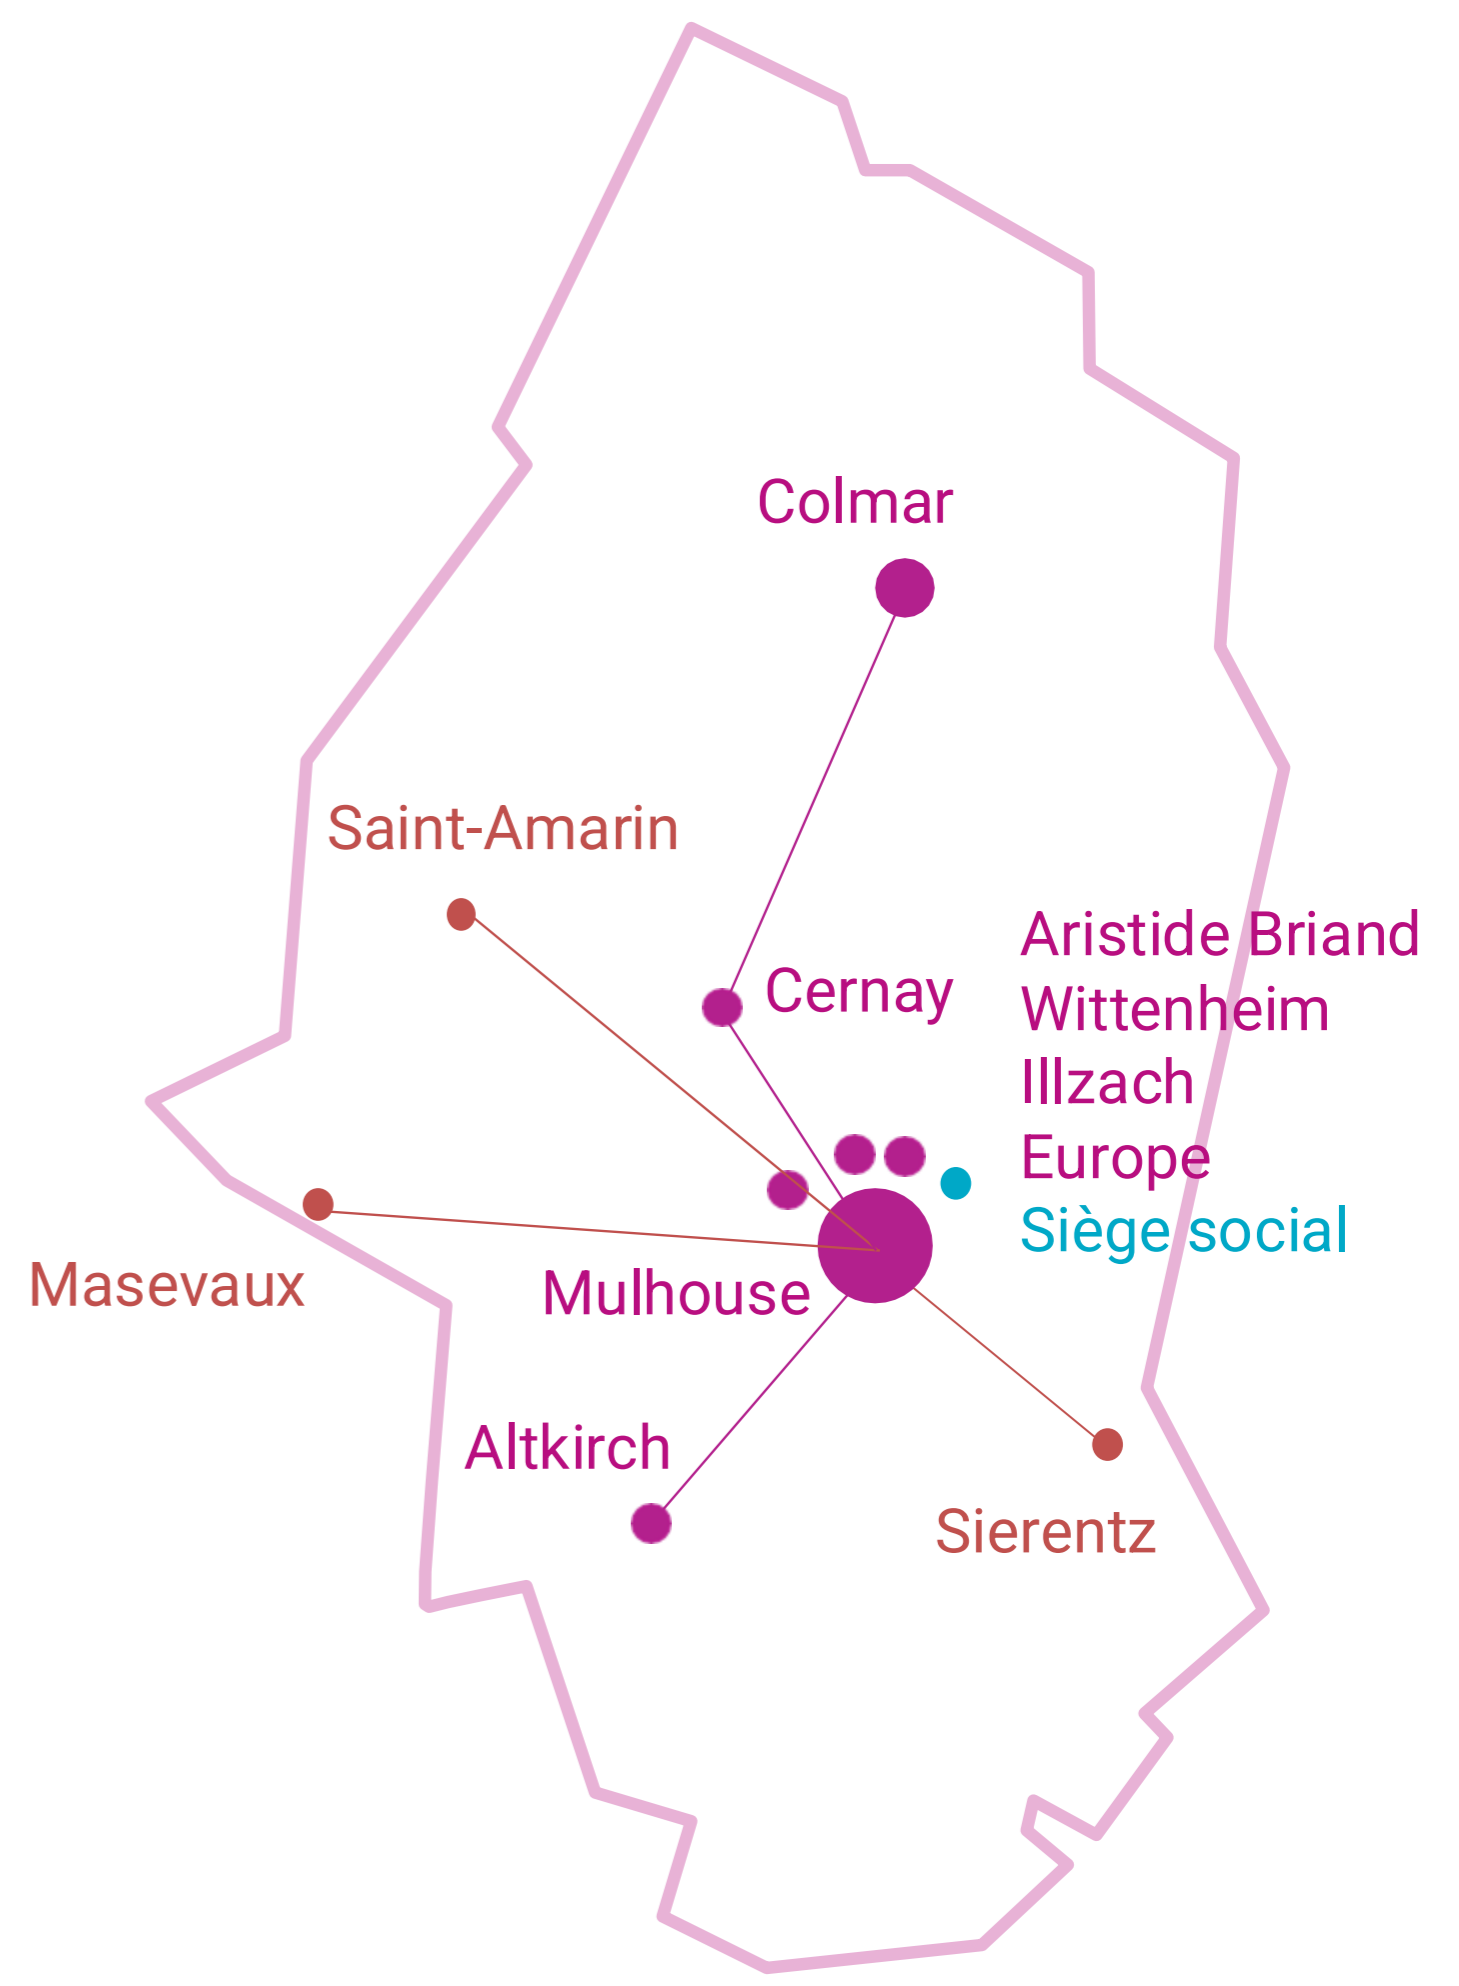 Colmar
Saint-Amarin
Aristide Briand
Cernay
Wittenheim
Illzach
Europe
Siège social
Masevaux
Mulhouse
Altkirch
Sierentz